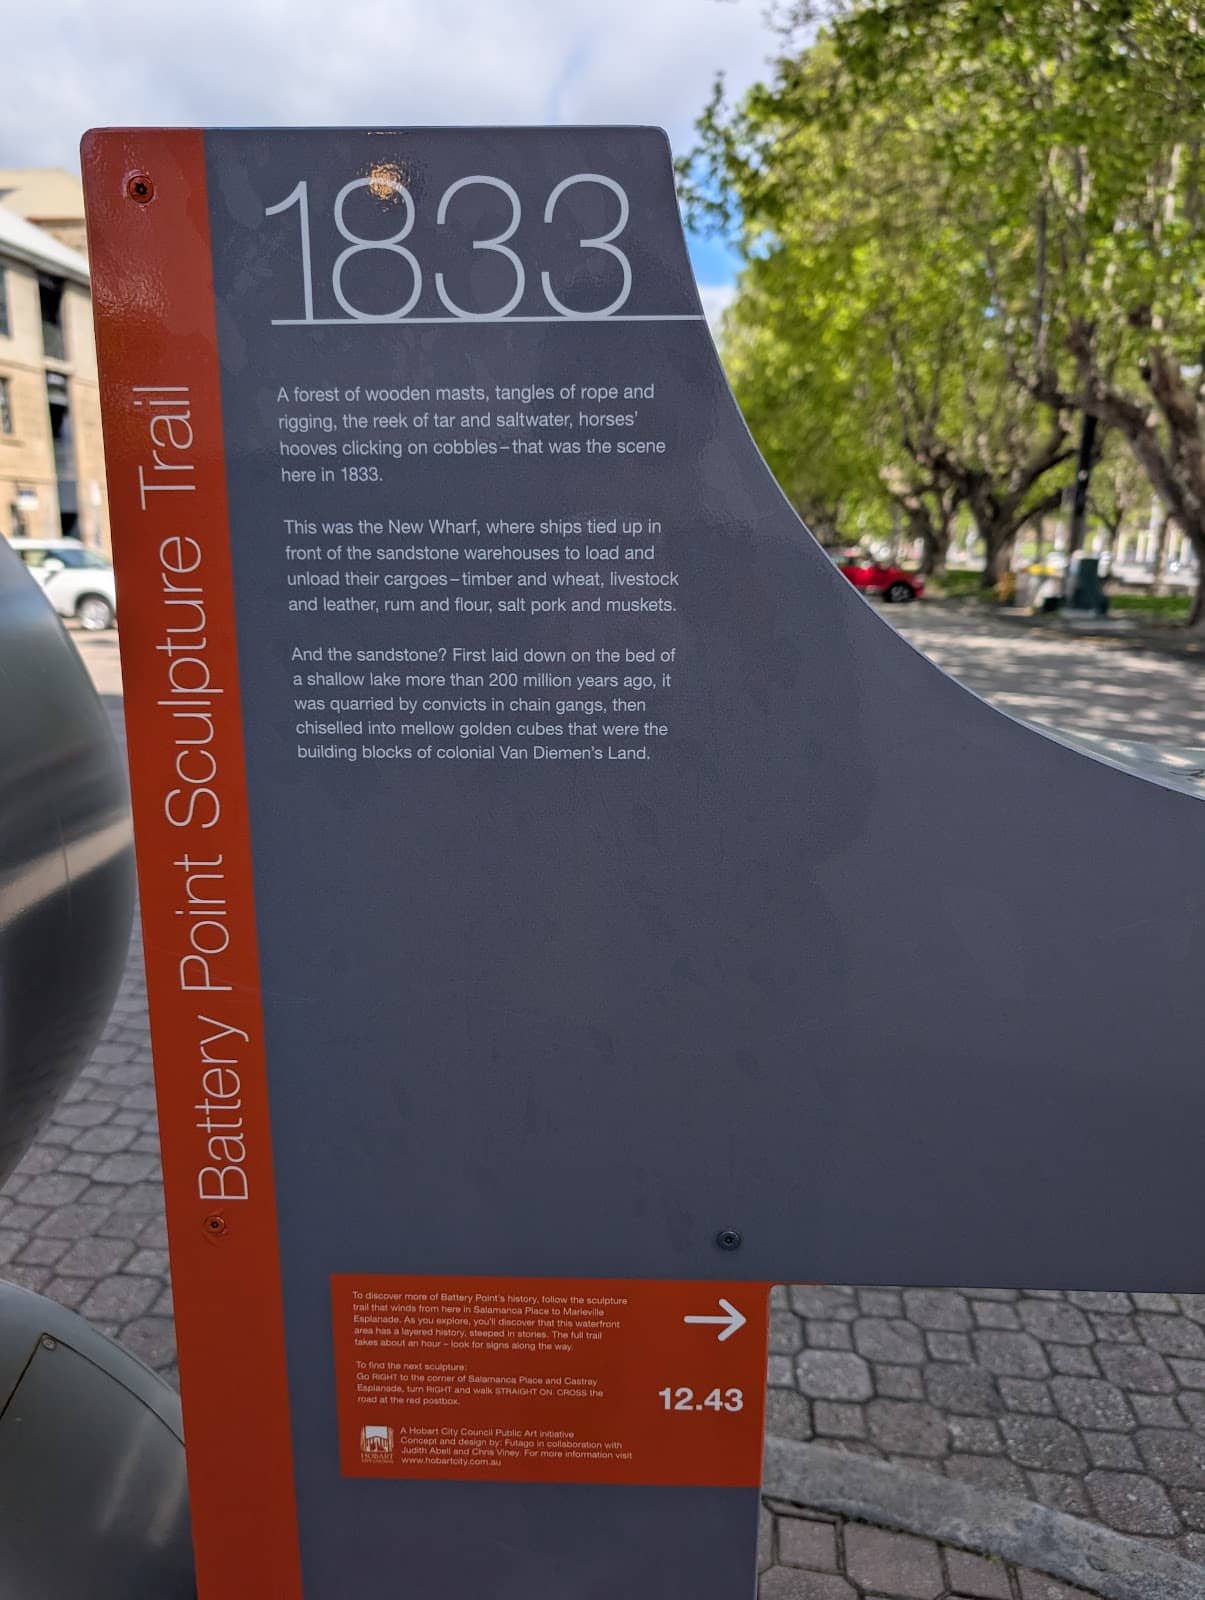 1833
A forest of wooden masts, tangles of rope and
rigging, the reek of tar and saltwater, horses'
hooves clicking on cobbles – that was the scene
here in 1833.
This was the New Wharf, where ships tied up in
front of the sandstone warehouses to load and
unload their cargoes – timber and wheat, livestock
and leather, rum and flour, salt pork and muskets.
And the sandstone? First laid down on the bed of
a shallow lake more than 200 million years ago, it
was quarried by convicts in chain gangs, then
chiselled into mellow golden cubes that were the
building blocks of colonial Van Diemen's Land.
Battery Point Sculpture Trail
To discover more of Battery Point's history, follow the sculpture
trail that winds from here in Salamanca Place to Marieville
Esplanade. As you explore, you'll discover that this waterfront
area has a layered history, steeped in stories. The full trail
takes about an hour – look for signs along the way.
To find the next sculpture:
Go RIGHT to the corner of Salamanca Place and Castray
Esplanade, turn RIGHT and walk STRAIGHT ON. CROSS the
road at the red postbox.
12.43
A Hobart City Council Public Art Initiative
Concept and design by: Futago in collaboration with
Judith Abell and Chris Viney. For more information visit
www.hobartcity.com.au
HOBART